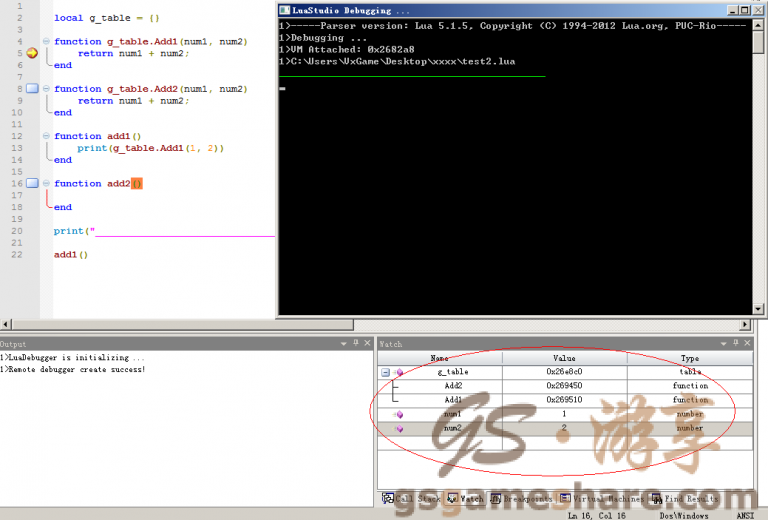 1
2 local g_table = {}
3
4 function g_table.Add1(num1, num2)
5 return num1 + num2;
6 end
7
8 function g_table.Add2(num1, num2)
9 return num1 + num2;
10 end
11
12 function add1()
13 print(g_table.Add1(1, 2))
14 end
15
16 function add2()
17
18 end
19
20 print("____________________________
21
22 add1()
LuaStudio Debugging ...
1>-----Parser version: Lua 5.1.5, Copyright (C) 1994-2012 Lua.org, PUC-Rio-----
1>Debugging ...
1>VM Attached: 0x2682a8
1>C:\Users\VxGame\Desktop\xxxx\test2.lua
Output
1>LuaDebugger is initializing ...
1>Remote debugger create success!
Watch
Name Value Type
g_table 0x26e8c0 table
Add2 0x269450 function
Add1 0x269510 function
num1 1 number
num2 2 number
GS·游享
gsgameshare.com
Call Stack Watch Breakpoints Virtual Machines Find Results
Ln 16, Col 16 Dos\Windows ANSI